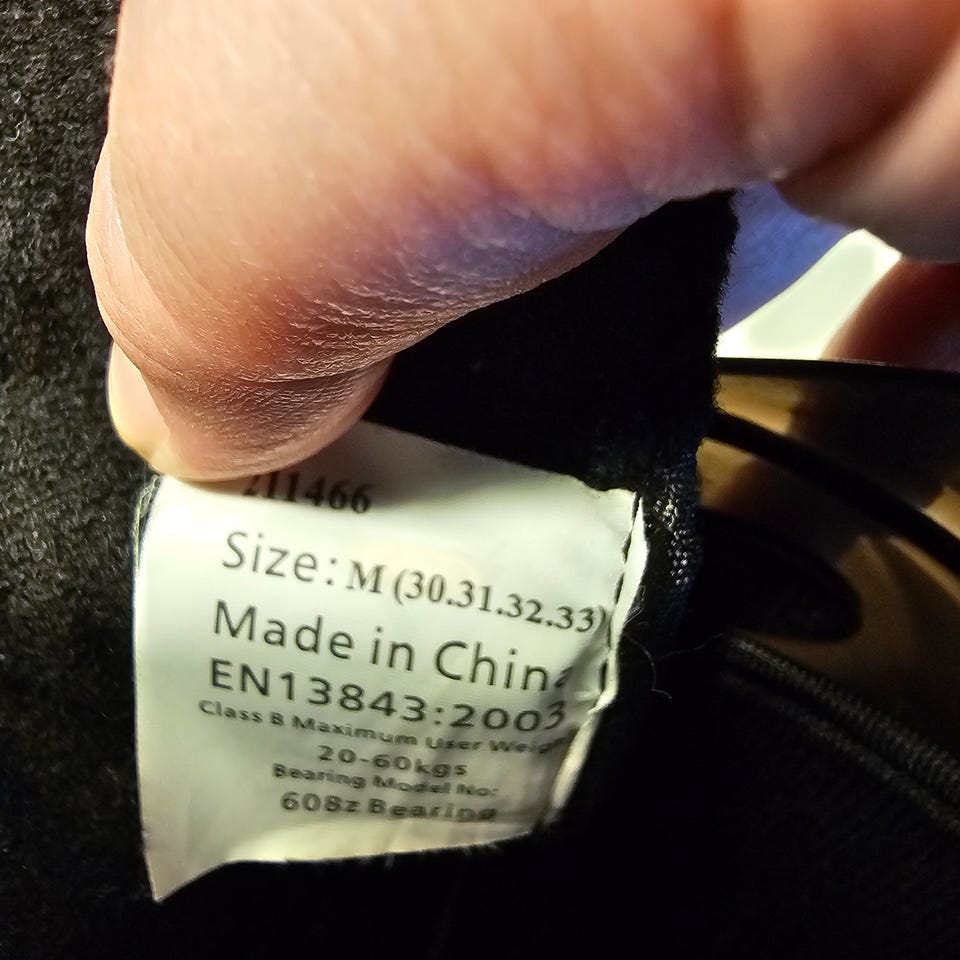 211466
Size: M (30.31.32.33)
Made in China
EN13843:2003
Class B Maximum User Weight
20-60kgs
Bearing Model No:
608z Bearing